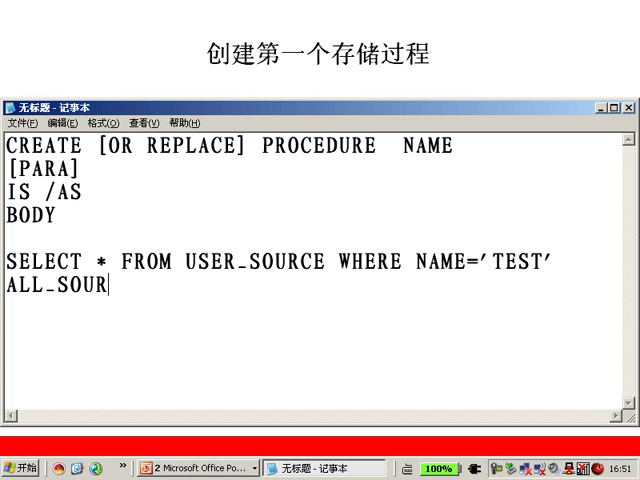 创建第一个存储过程
无标题 - 记事本
文件(F) 编辑(E) 格式(O) 查看(V) 帮助(H)
CREATE [OR REPLACE] PROCEDURE NAME
[PARA]
IS /AS
BODY
SELECT * FROM USER_SOURCE WHERE NAME='TEST'
ALL_SOUR
开始 » 2 Microsoft Office Po... 无标题 - 记事本 100% 16:51